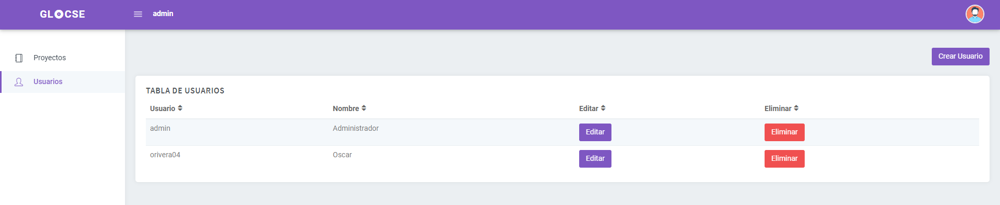 GLOCSE admin
Proyectos
Usuarios
Crear Usuario
TABLA DE USUARIOS
Usuario Nombre Editar Eliminar
admin Administrador Editar Eliminar
orivera04 Oscar Editar Eliminar